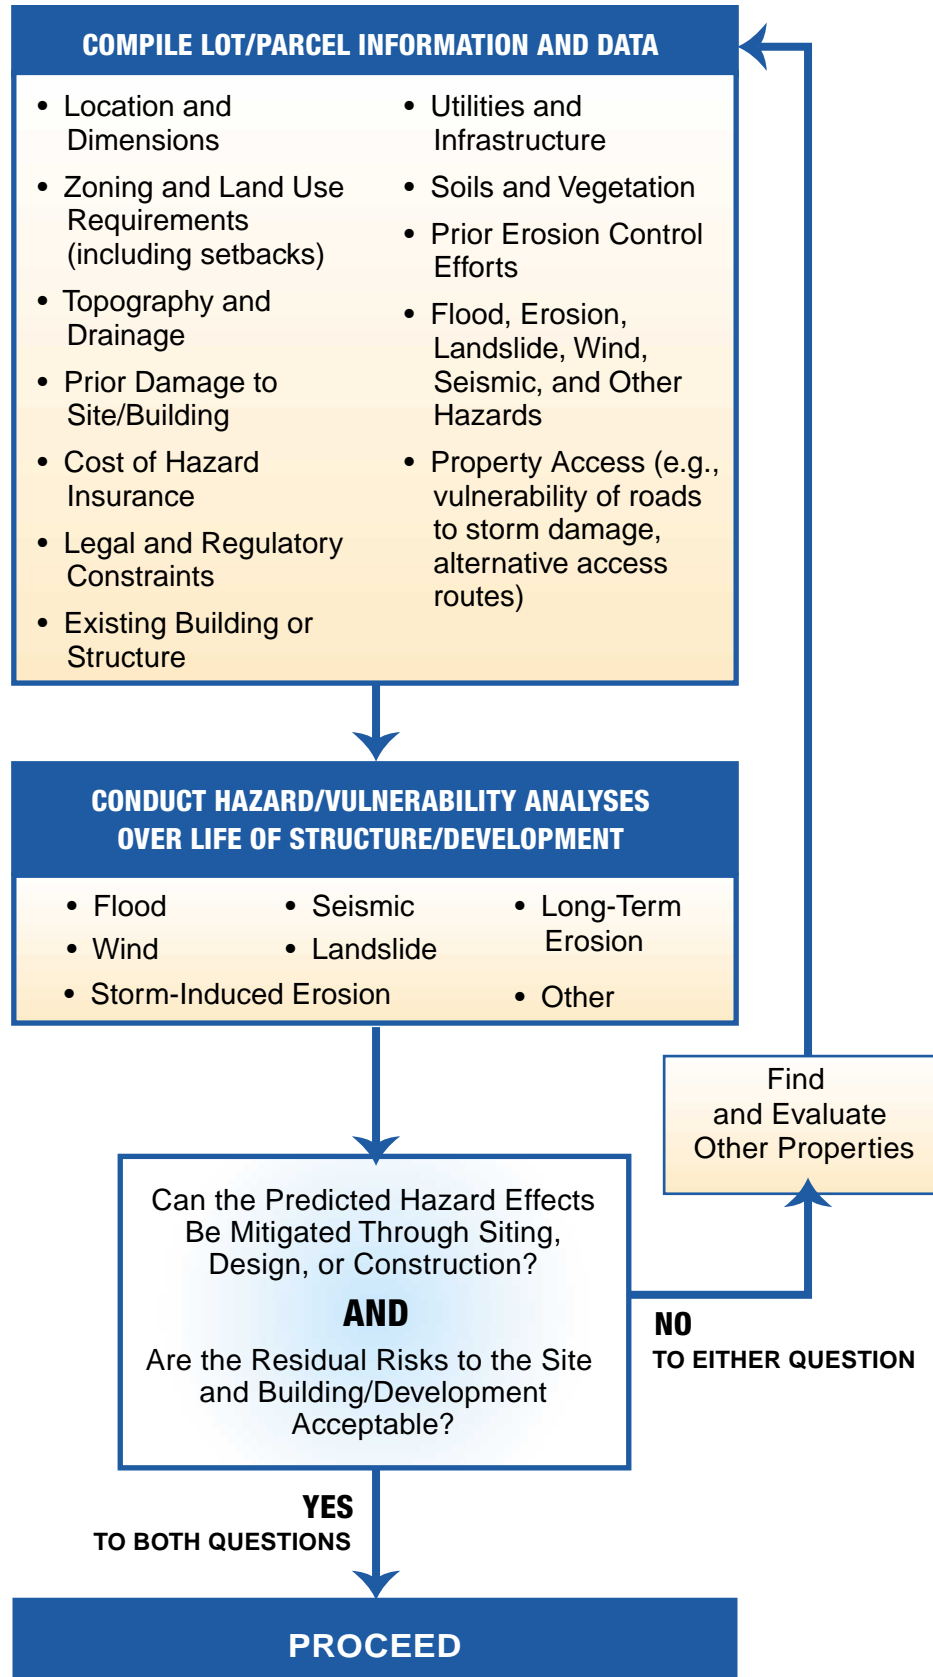 COMPILE LOT/PARCEL INFORMATION AND DATA
• Location and
Dimensions
• Zoning and Land Use
Requirements
(including setbacks)
• Topography and
Drainage
• Prior Damage to
Site/Building
• Cost of Hazard
Insurance
• Legal and Regulatory
Constraints
• Existing Building or
Structure
• Utilities and
Infrastructure
• Soils and Vegetation
• Prior Erosion Control
Efforts
• Flood, Erosion,
Landslide, Wind,
Seismic, and Other
Hazards
• Property Access (e.g.,
vulnerability of roads
to storm damage,
alternative access
routes)
CONDUCT HAZARD/VULNERABILITY ANALYSES
OVER LIFE OF STRUCTURE/DEVELOPMENT
• Flood
• Wind
• Storm-Induced Erosion
• Seismic
• Landslide
• Long-Term
Erosion
• Other
Find
and Evaluate
Other Properties
Can the Predicted Hazard Effects
Be Mitigated Through Siting,
Design, or Construction?
AND
Are the Residual Risks to the Site
and Building/Development
Acceptable?
NO
TO EITHER QUESTION
YES
TO BOTH QUESTIONS
PROCEED